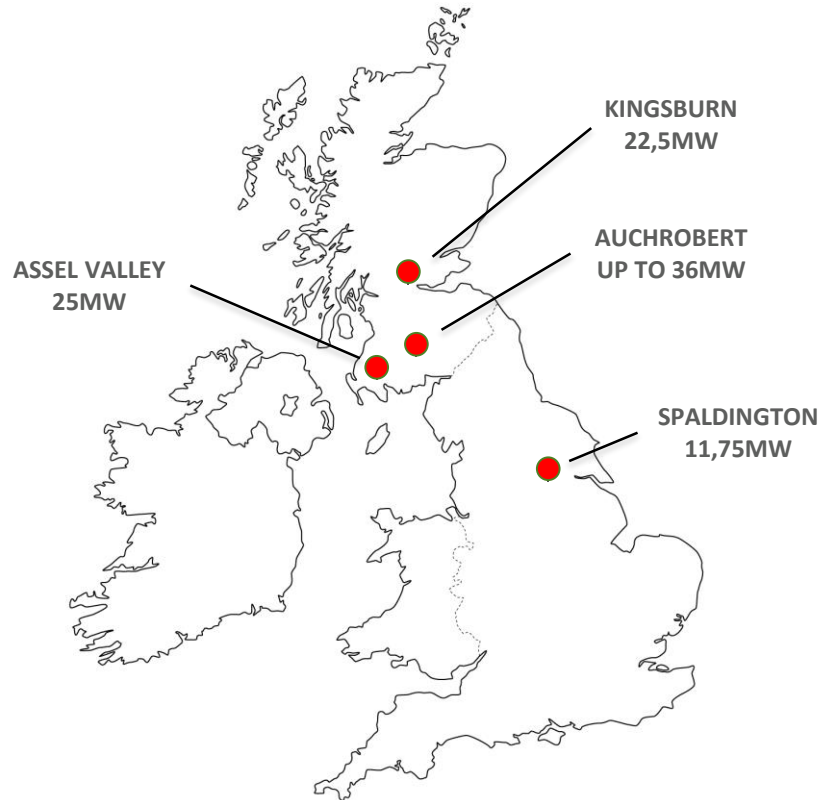 KINGSBURN
22,5MW
AUCHROBERT
UP TO 36MW
ASSEL VALLEY
25MW
SPALDINGTON
11,75MW